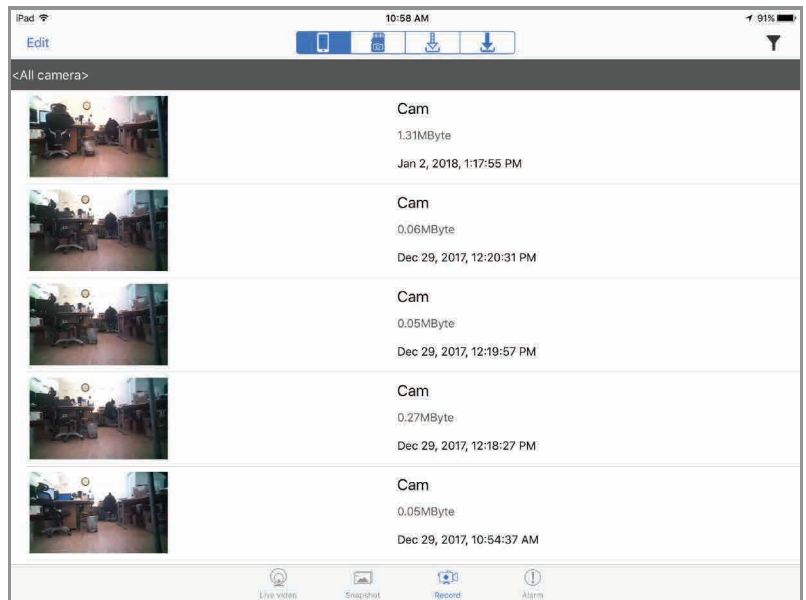 iPad 10:58 AM 91%
Edit
<All camera>
Cam
1.31MByte
Jan 2, 2018, 1:17:55 PM
Cam
0.06MByte
Dec 29, 2017, 12:20:31 PM
Cam
0.05MByte
Dec 29, 2017, 12:19:57 PM
Cam
0.27MByte
Dec 29, 2017, 12:18:27 PM
Cam
0.05MByte
Dec 29, 2017, 10:54:37 AM
Live video Snapshot Record Alarm